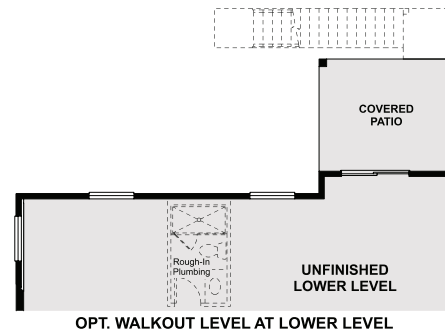 COVERED
PATIO
Rough-In
Plumbing
UNFINISHED
LOWER LEVEL
OPT. WALKOUT LEVEL AT LOWER LEVEL